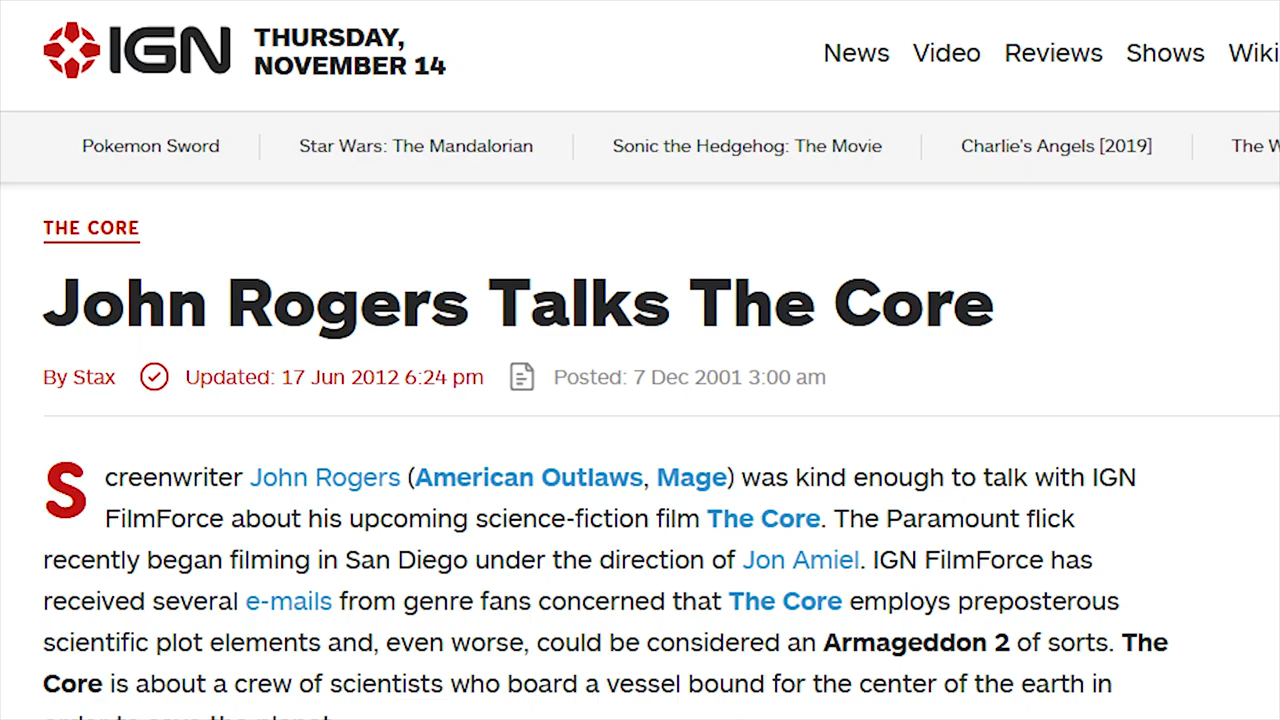 IGN
THURSDAY,
NOVEMBER 14
News Video Reviews Shows Wiki
Pokemon Sword
Star Wars: The Mandalorian
Sonic the Hedgehog: The Movie
Charlie's Angels [2019]
The W
THE CORE
John Rogers Talks The Core
By Stax Updated: 17 Jun 2012 6:24 pm Posted: 7 Dec 2001 3:00 am
Screenwriter John Rogers (American Outlaws, Mage) was kind enough to talk with IGN
FilmForce about his upcoming science-fiction film The Core. The Paramount flick
recently began filming in San Diego under the direction of Jon Amiel. IGN FilmForce has
received several e-mails from genre fans concerned that The Core employs preposterous
scientific plot elements and, even worse, could be considered an Armageddon 2 of sorts. The
Core is about a crew of scientists who board a vessel bound for the center of the earth in